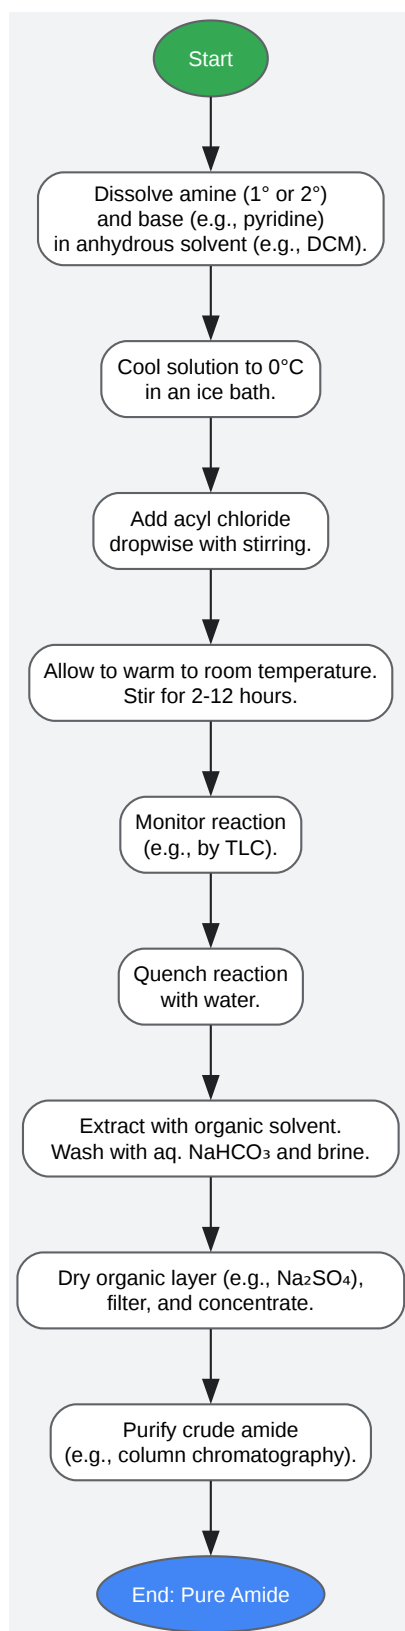 Start
Dissolve amine (1° or 2°)
and base (e.g., pyridine)
in anhydrous solvent (e.g., DCM).
Cool solution to 0°C
in an ice bath.
Add acyl chloride
dropwise with stirring.
Allow to warm to room temperature.
Stir for 2-12 hours.
Monitor reaction
(e.g., by TLC).
Quench reaction
with water.
Extract with organic solvent.
Wash with aq. NaHCO₃ and brine.
Dry organic layer (e.g., Na₂SO₄),
filter, and concentrate.
Purify crude amide
(e.g., column chromatography).
End: Pure Amide